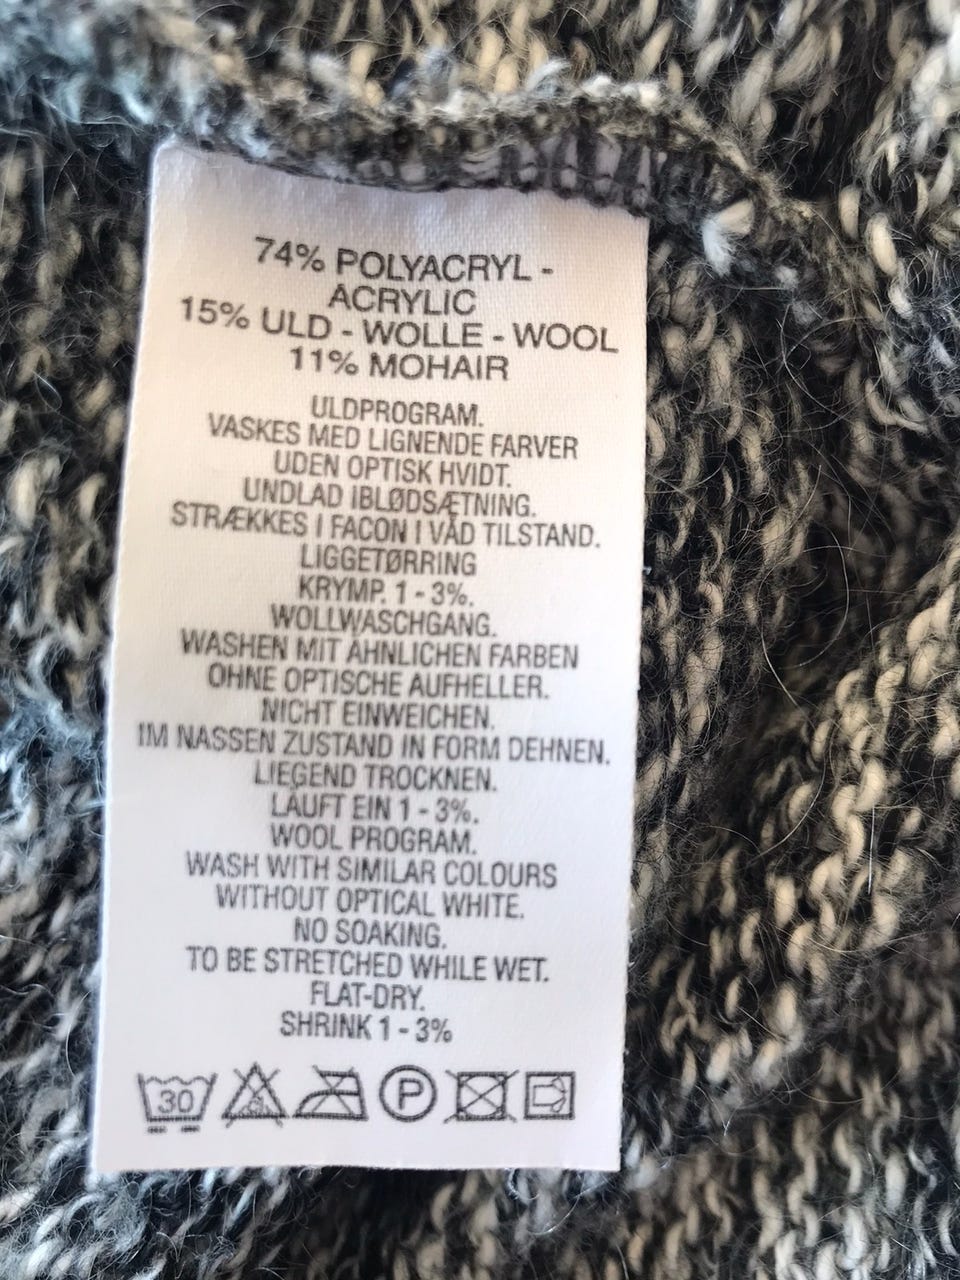 74% POLYACRYL -
ACRYLIC
15% ULD - WOLLE - WOOL
11% MOHAIR
ULDPROGRAM.
VASKES MED LIGNENDE FARVER
UDEN OPTISK HVIDT.
UNDLAD IBLØDSÆTNING.
STRÆKKES I FACON I VÅD TILSTAND.
LIGGETØRRING
KRYMP. 1 - 3%.
WOLLWASCHGANG.
WASHEN MIT ÄHNLICHEN FARBEN
OHNE OPTISCHE AUFHELLER.
NICHT EINWEICHEN.
IM NASSEN ZUSTAND IN FORM DEHNEN.
LIEGEND TROCKNEN.
LÄUFT EIN 1 - 3%.
WOOL PROGRAM.
WASH WITH SIMILAR COLOURS
WITHOUT OPTICAL WHITE.
NO SOAKING.
TO BE STRETCHED WHILE WET.
FLAT-DRY.
SHRINK 1 - 3%
30 P